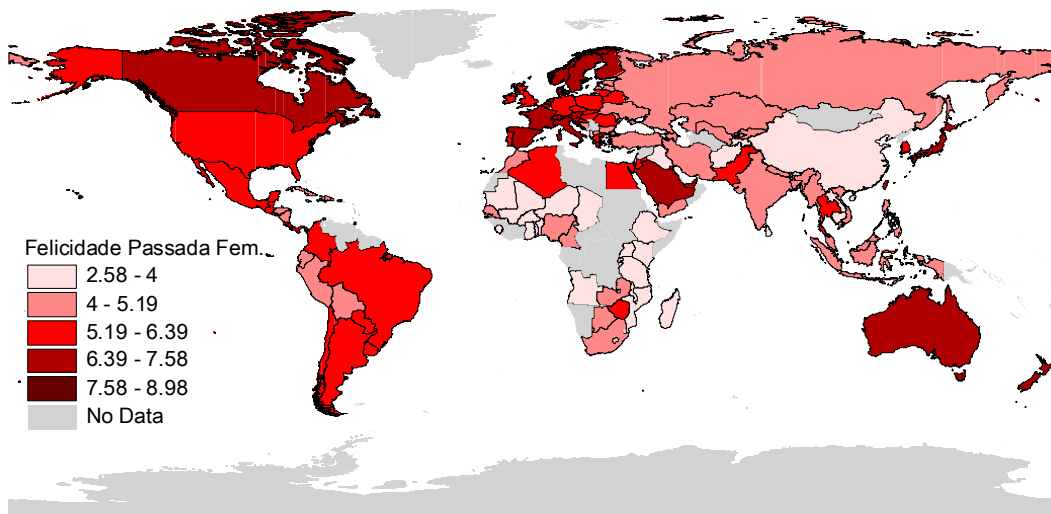 Felicidade Passada Fem..
2.58 - 4
4 - 5.19
5.19 - 6.39
6.39 - 7.58
7.58 - 8.98
No Data